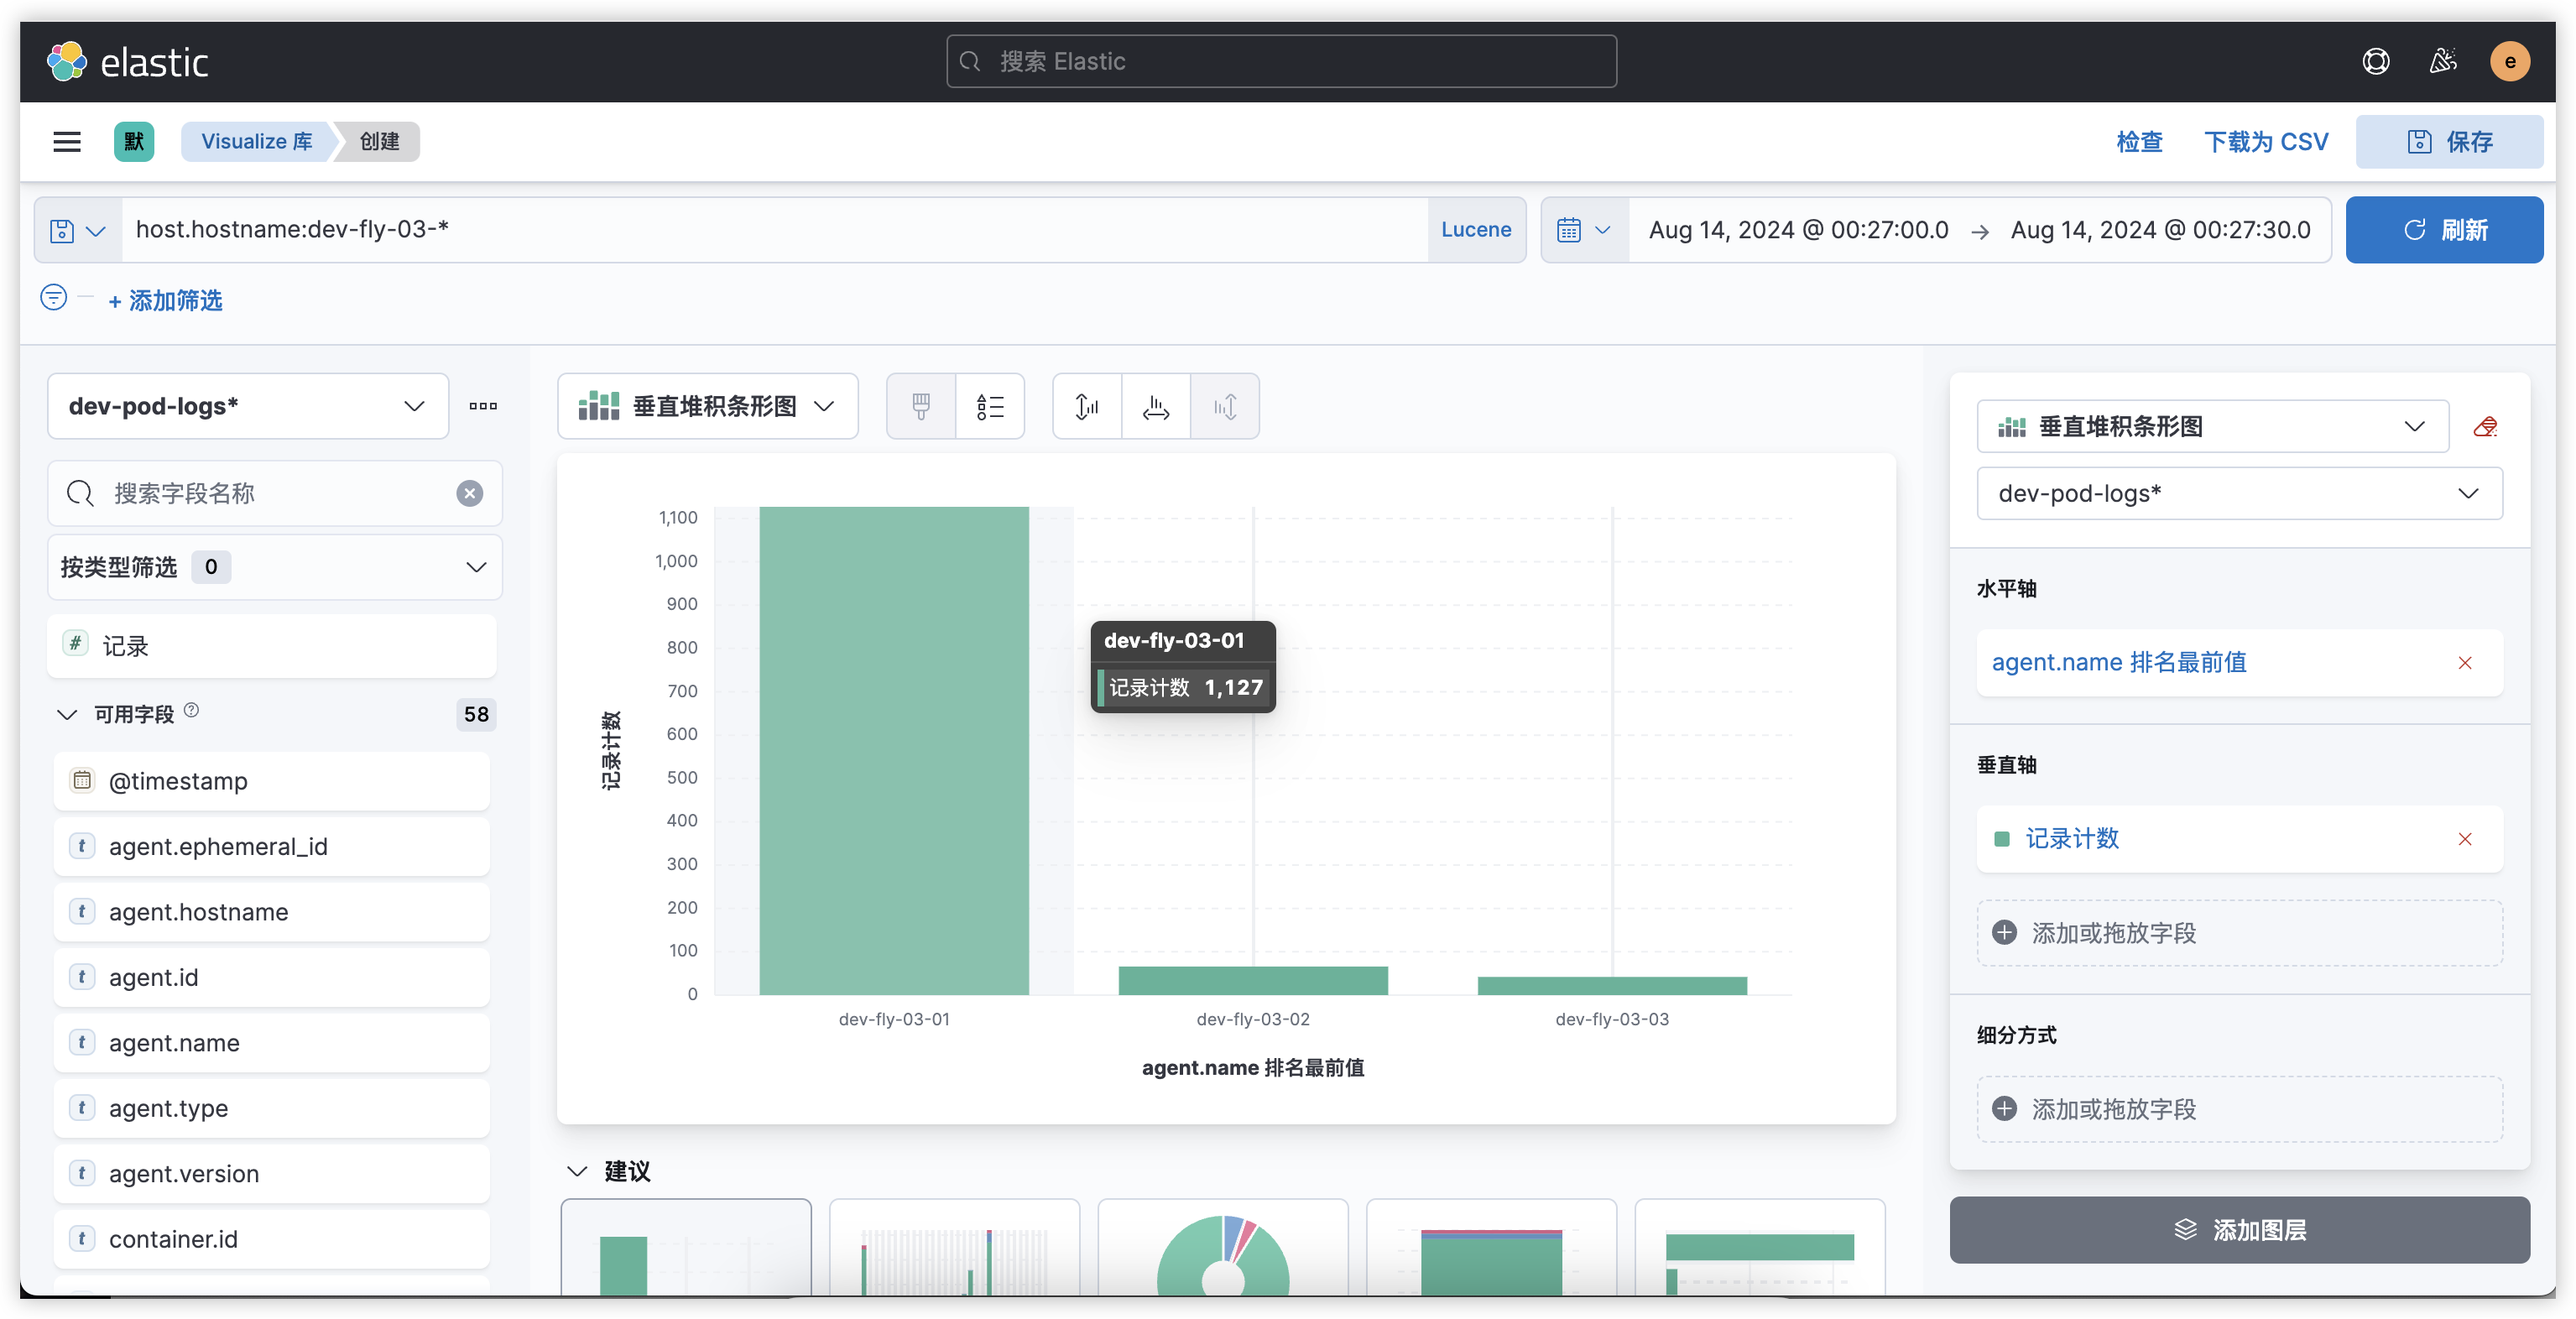 elastic
搜索 Elastic
e
默
Visualize 库
创建
检查
下载为 CSV
保存
host.hostname:dev-fly-03-*
Lucene
Aug 14, 2024 @ 00:27:00.0 → Aug 14, 2024 @ 00:27:30.0
刷新
+ 添加筛选
dev-pod-logs*
搜索字段名称
按类型筛选 0
# 记录
可用字段 58
@timestamp
t agent.ephemeral_id
t agent.hostname
t agent.id
t agent.name
t agent.type
t agent.version
t container.id
垂直堆积条形图
记录计数
1,100
1,000
900
800
700
600
500
400
300
200
100
0
dev-fly-03-01
记录计数 1,127
dev-fly-03-01
dev-fly-03-02
dev-fly-03-03
agent.name 排名最前值
建议
垂直堆积条形图
dev-pod-logs*
水平轴
agent.name 排名最前值
垂直轴
记录计数
添加或拖放字段
细分方式
添加或拖放字段
添加图层